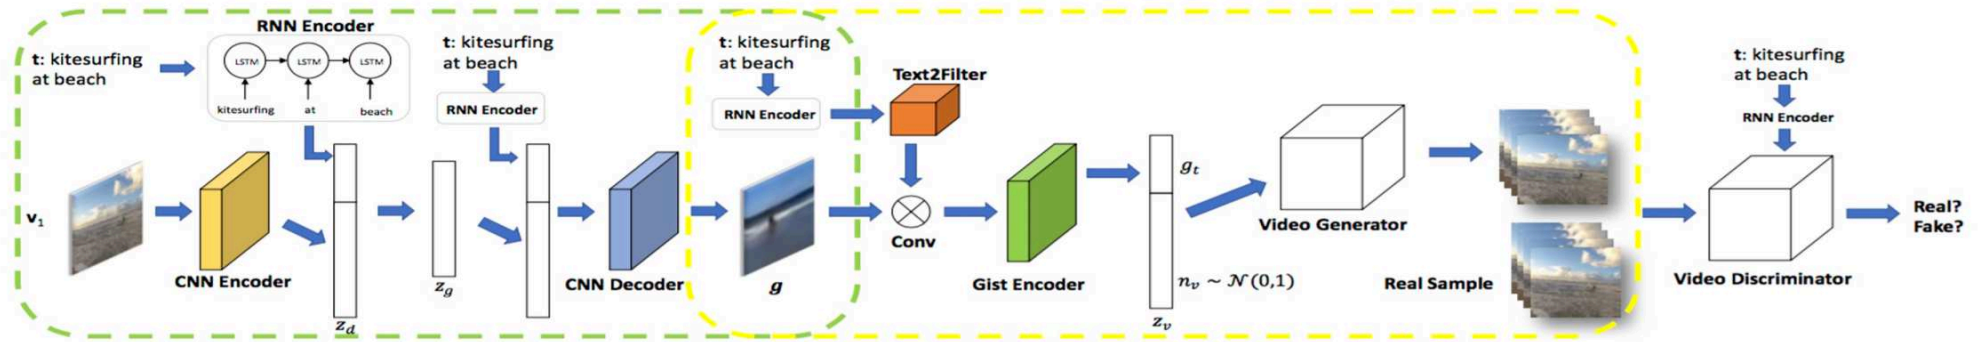 RNN Encoder
t: kitesurfing
at beach
LSTM
LSTM
LSTM
kitesurfing
at
beach
v₁
CNN Encoder
z_d
z_g
t: kitesurfing
at beach
RNN Encoder
CNN Decoder
t: kitesurfing
at beach
RNN Encoder
g
Text2Filter
Conv
Gist Encoder
g_t
n_v ~ 𝒩(0,1)
z_v
Video Generator
Real Sample
t: kitesurfing
at beach
RNN Encoder
Video Discriminator
Real?
Fake?